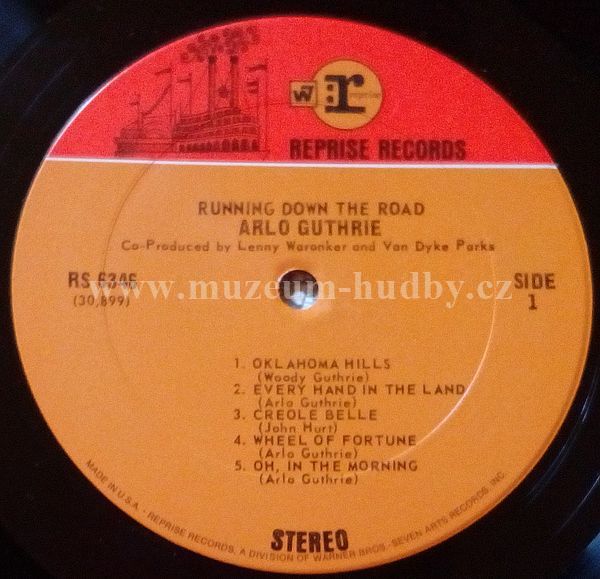 W7 :r reprise
REPRISE RECORDS
RUNNING DOWN THE ROAD
ARLO GUTHRIE
Co-Produced by Lenny Waronker and Van Dyke Parks
RS 6346
(30,899)
SIDE
1
www.muzeum-hudby.cz
1. OKLAHOMA HILLS
(Woody Guthrie)
2. EVERY HAND IN THE LAND
(Arlo Guthrie)
3. CREOLE BELLE
(John Hurt)
4. WHEEL OF FORTUNE
(Arlo Guthrie)
5. OH, IN THE MORNING
(Arlo Guthrie)
STEREO
MADE IN U.S.A. - REPRISE RECORDS, A DIVISION OF WARNER BROS.-SEVEN ARTS RECORDS, INC.